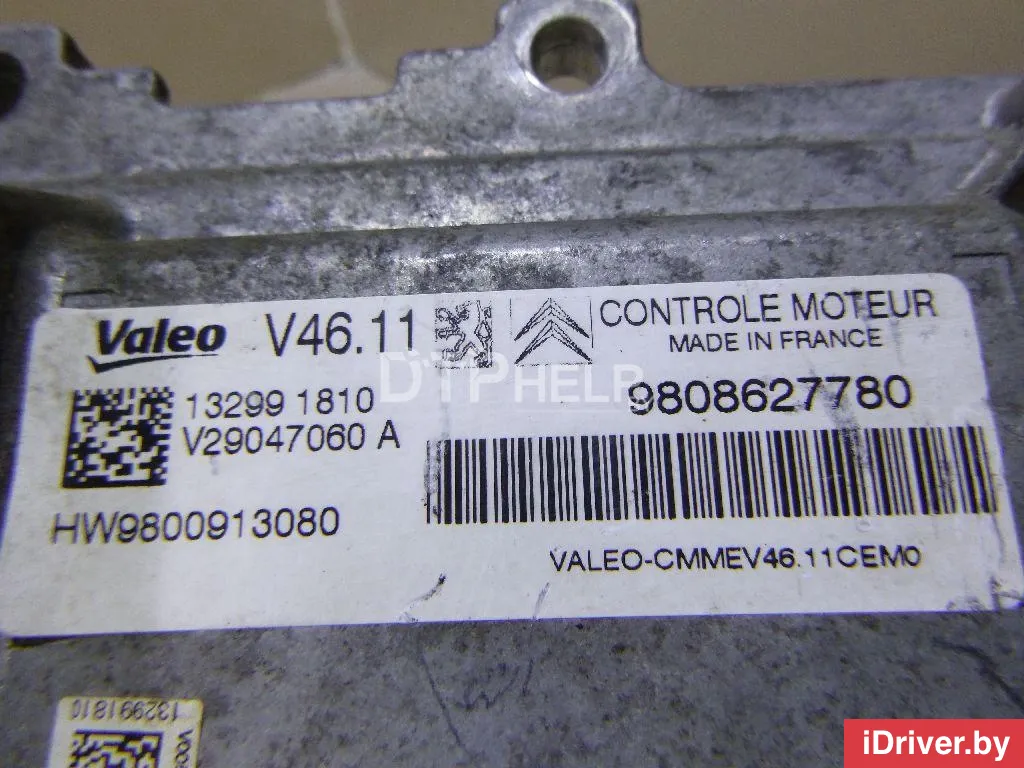 Valeo V46.11
CONTROLE MOTEUR
MADE IN FRANCE
13299 1810
V29047060 A
9808627780
HW9800913080
VALEO-CMMEV46.11CEM0
DTPHELP
132991810
iDriver.by